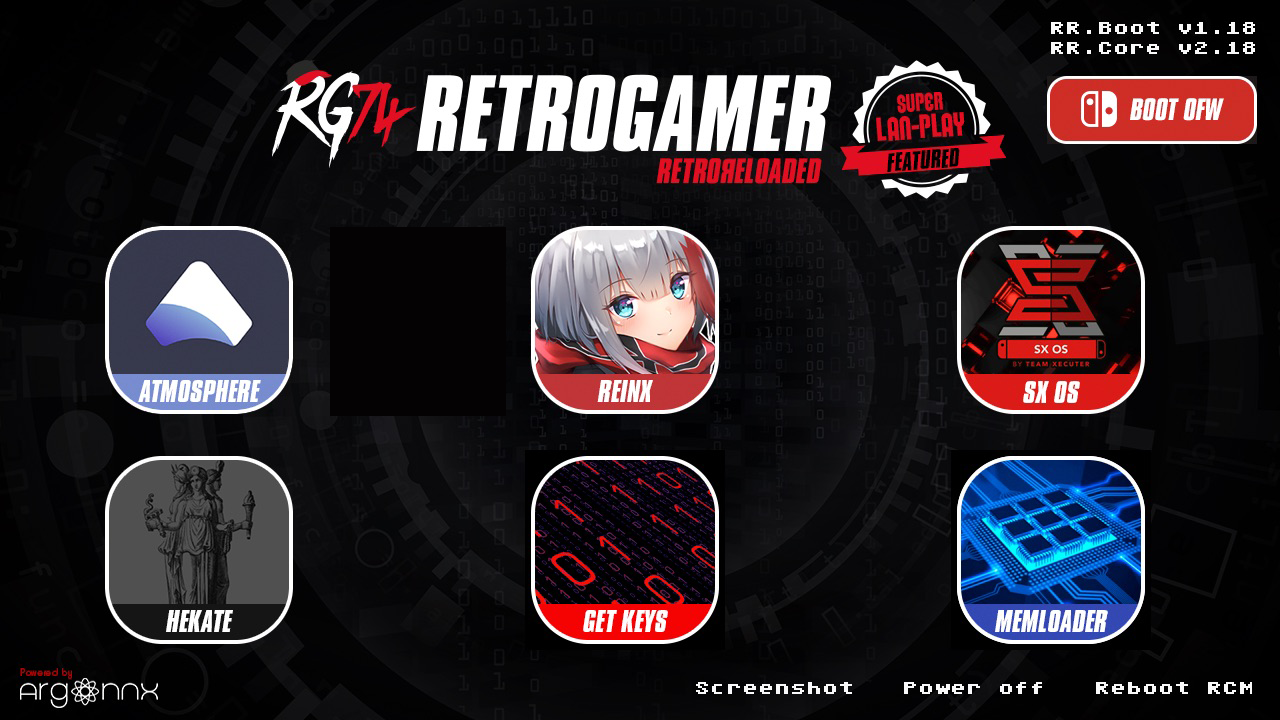 RR.Boot v1.18
RR.Core v2.18
RG74 RETROGAMER
RETRORELOADED
SUPER
LAN-PLAY
FEATURED
BOOT OFW
ATMOSPHERE
REINX
SX OS
BY TEAM XECUTER
SX OS
HEKATE
GET KEYS
MEMLOADER
Powered by
Argonnx
Screenshot Power off Reboot RCM